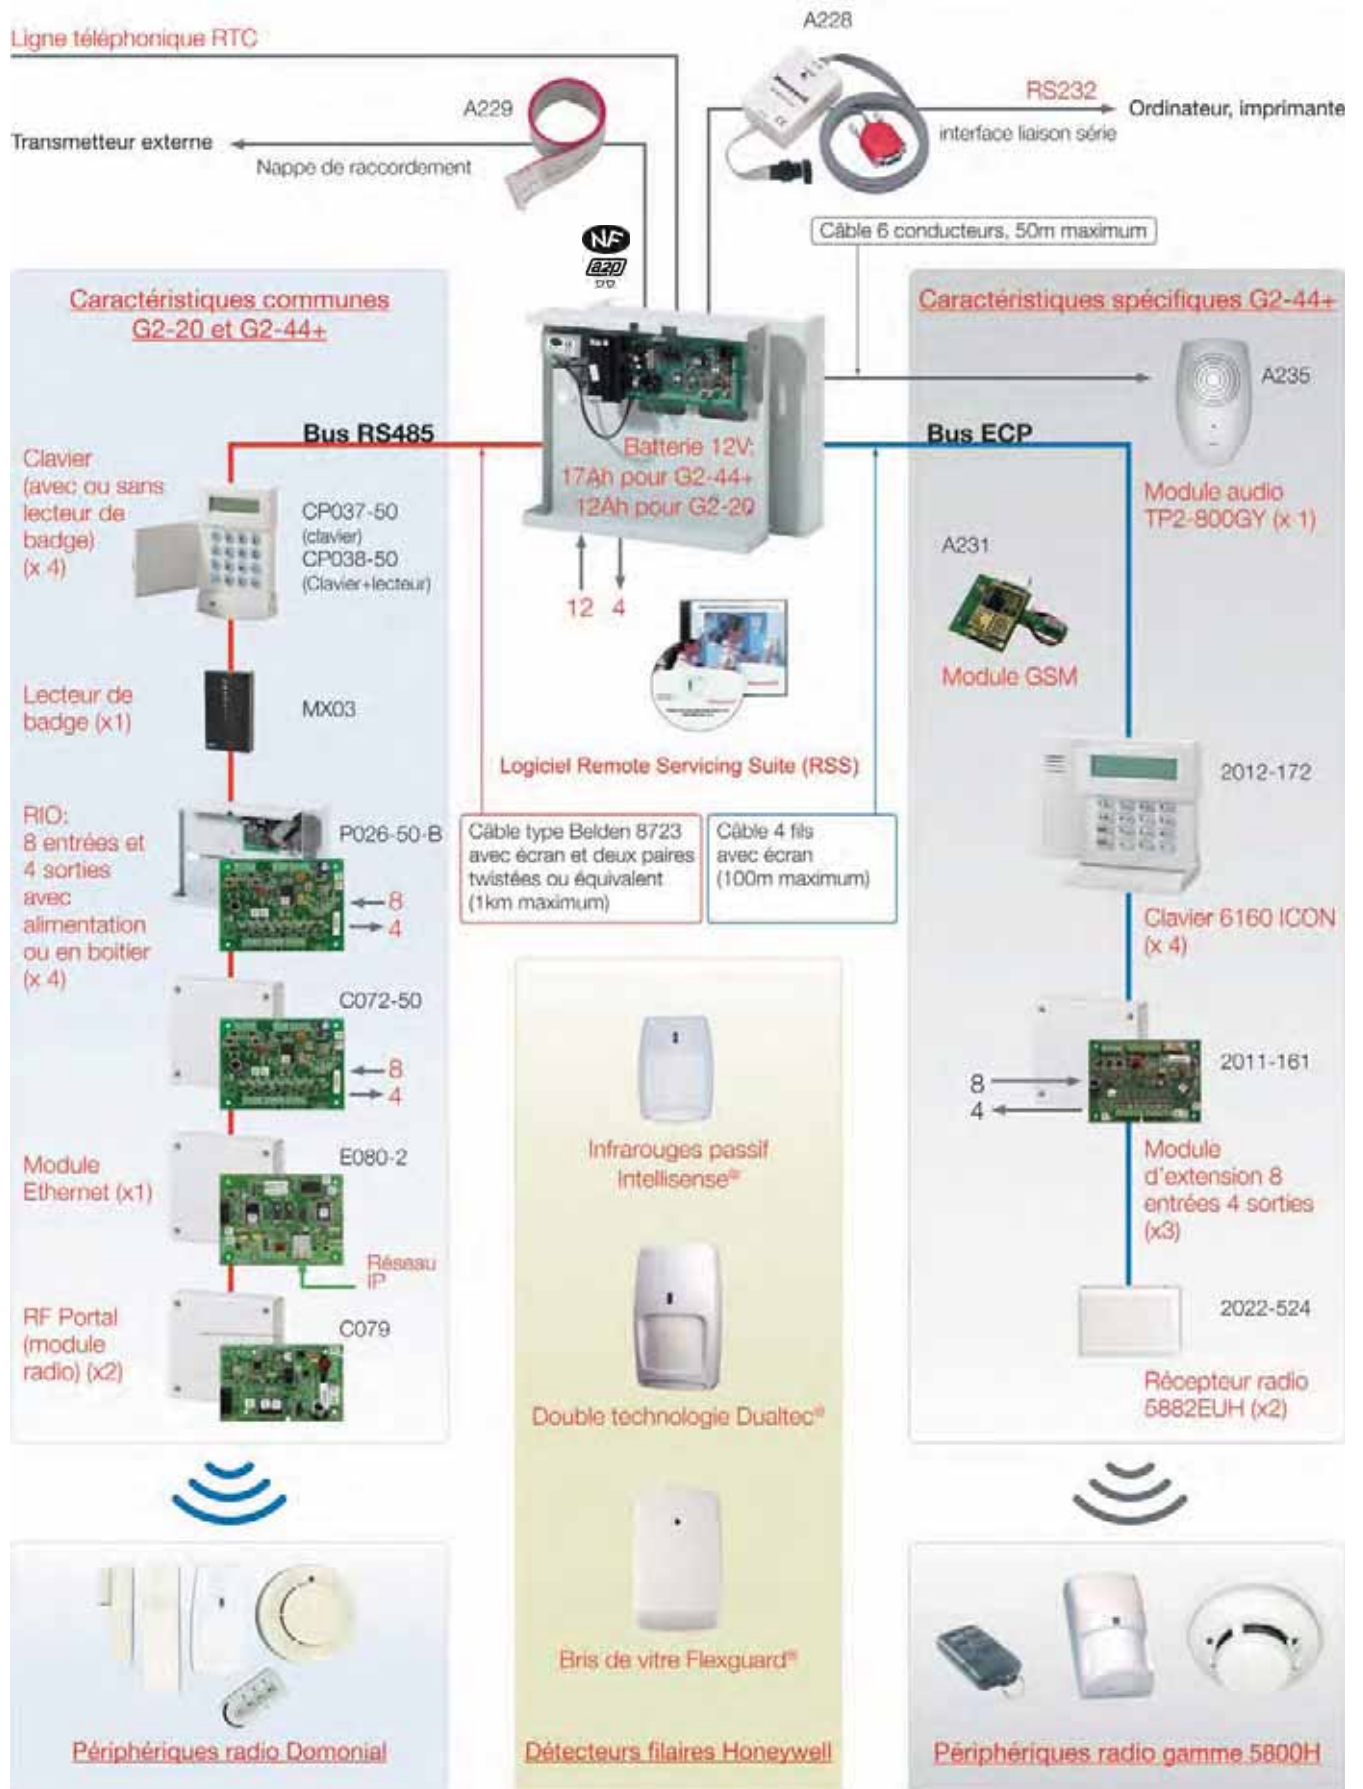 A228
Ligne téléphonique RTC
A229
RS232
Ordinateur, imprimante
Transmetteur externe
interface liaison série
Nappe de raccordement
Câble 6 conducteurs, 50m maximum
NF
a2p
Caractéristiques communes
G2-20 et G2-44+
Caractéristiques spécifiques G2-44+
A235
Bus RS485
Bus ECP
Batterie 12V:
17Ah pour G2-44+
12Ah pour G2-20
Clavier
(avec ou sans
lecteur de
badge)
(x 4)
CP037-50
(clavier)
CP038-50
(Clavier+lecteur)
Module audio
TP2-800GY (x 1)
A231
12 4
Module GSM
Lecteur de
badge (x1)
MX03
Logiciel Remote Servicing Suite (RSS)
2012-172
RIO:
8 entrées et
4 sorties
avec
alimentation
ou en boitier
(x 4)
P026-50-B
8
4
Câble type Belden 8723
avec écran et deux paires
twistées ou équivalent
(1km maximum)
Câble 4 fils
avec écran
(100m maximum)
Clavier 6160 ICON
(x 4)
C072-50
8
4
2011-161
8
4
Infrarouges passif
Intellisense®
Module
d'extension 8
entrées 4 sorties
(x3)
Module
Ethernet (x1)
E080-2
Réseau
IP
RF Portal
(module
radio) (x2)
C079
2022-524
Récepteur radio
5882EUH (x2)
Double technologie Dualtec®
Bris de vitre Flexguard®
Périphériques radio Domonial
Détecteurs filaires Honeywell
Périphériques radio gamme 5800H